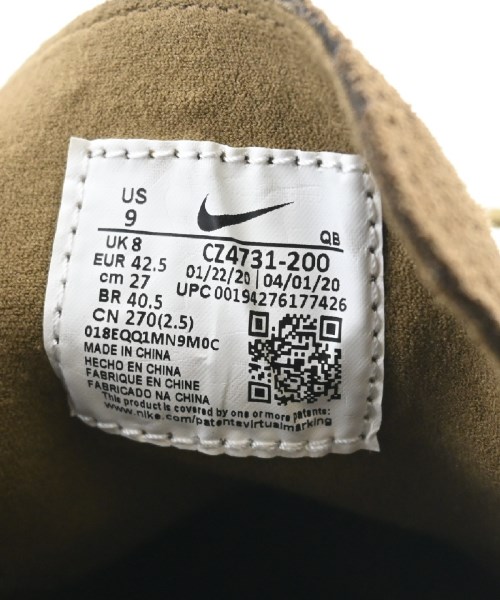 US
9
QB
UK 8
EUR 42.5
cm 27
BR 40.5
CN 270(2.5)
CZ4731-200
01/22/20 | 04/01/20
UPC 00194276177426
018EQQ1MN9M0C
MADE IN CHINA
HECHO EN CHINA
FABRIQUE EN CHINE
FABRICADO NA CHINA
This product is covered by one or more patents:
www.nike.com/patentsvirtualmarking